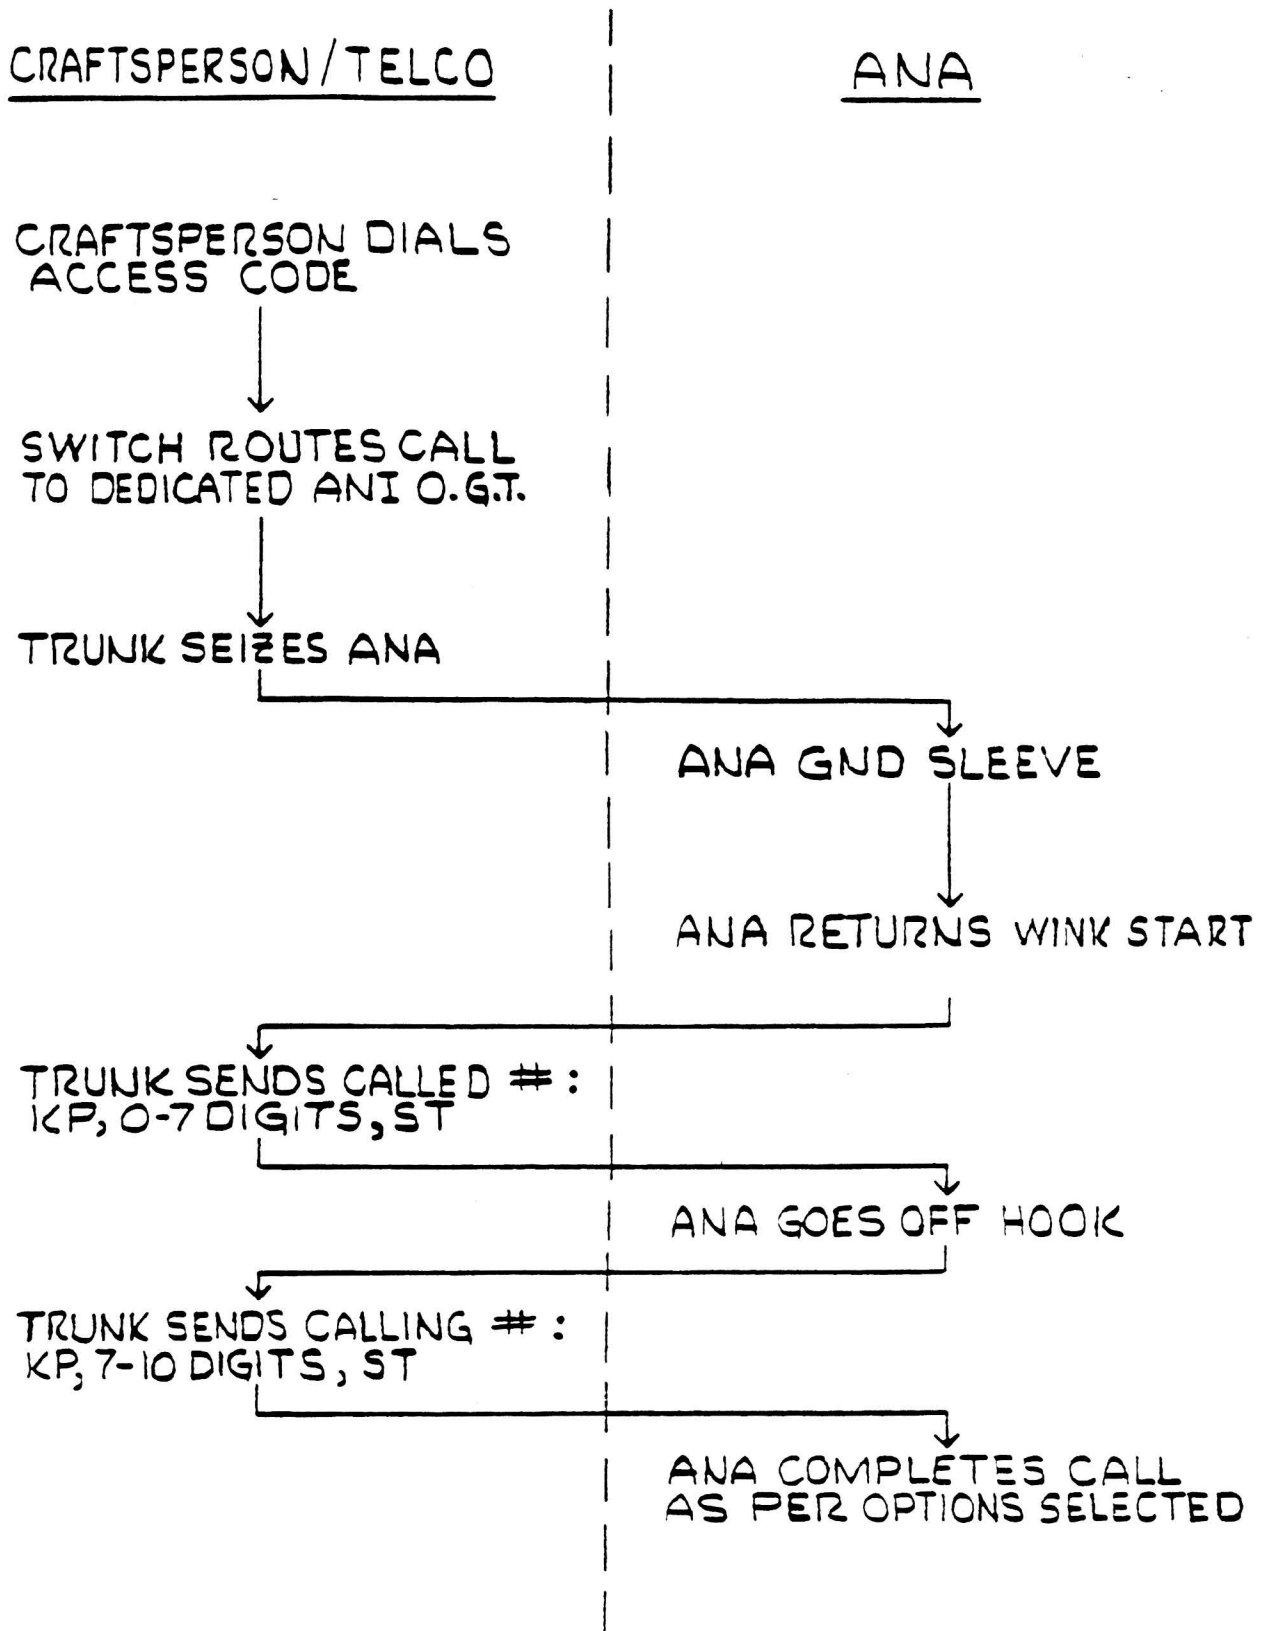 CRAFTSPERSON/TELCO
ANA
CRAFTSPERSON DIALS
ACCESS CODE
SWITCH ROUTES CALL
TO DEDICATED ANI O.G.T.
TRUNK SEIZES ANA
ANA GND SLEEVE
ANA RETURNS WINK START
TRUNK SENDS CALLED #:
KP, 0-7 DIGITS, ST
ANA GOES OFF HOOK
TRUNK SENDS CALLING #:
KP, 7-10 DIGITS, ST
ANA COMPLETES CALL
AS PER OPTIONS SELECTED